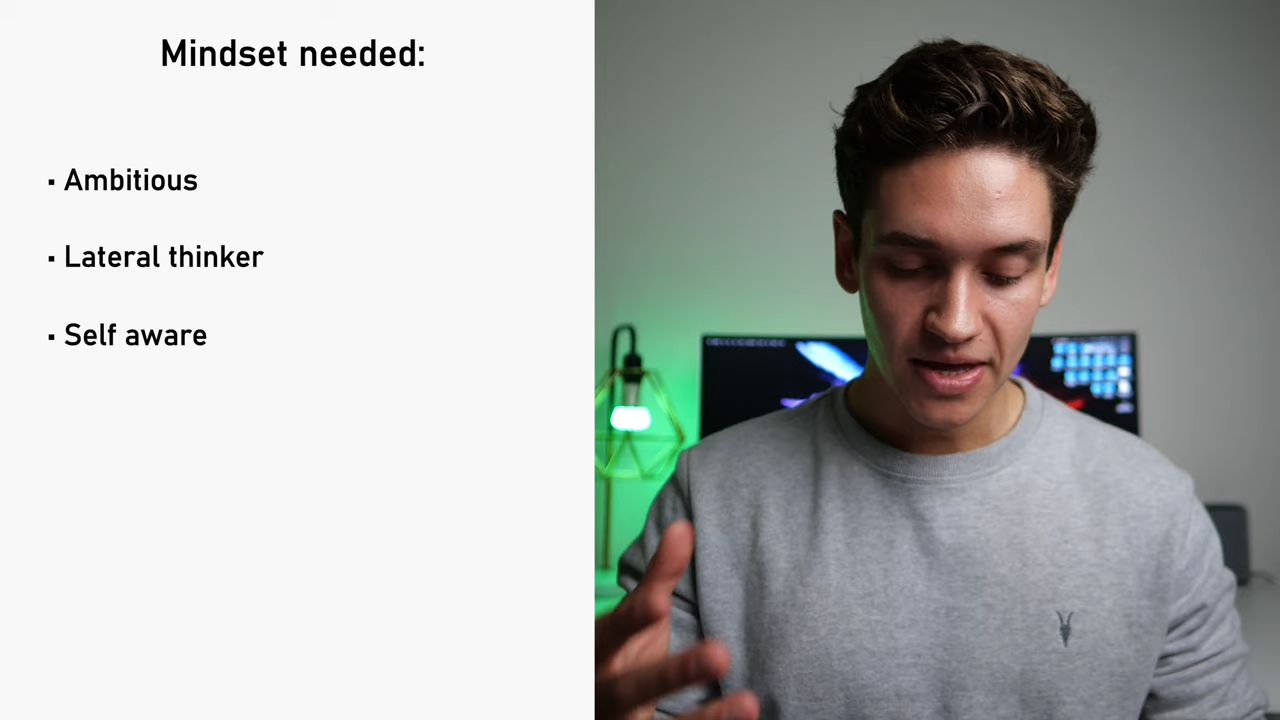 Mindset needed:
▪ Ambitious
▪ Lateral thinker
▪ Self aware